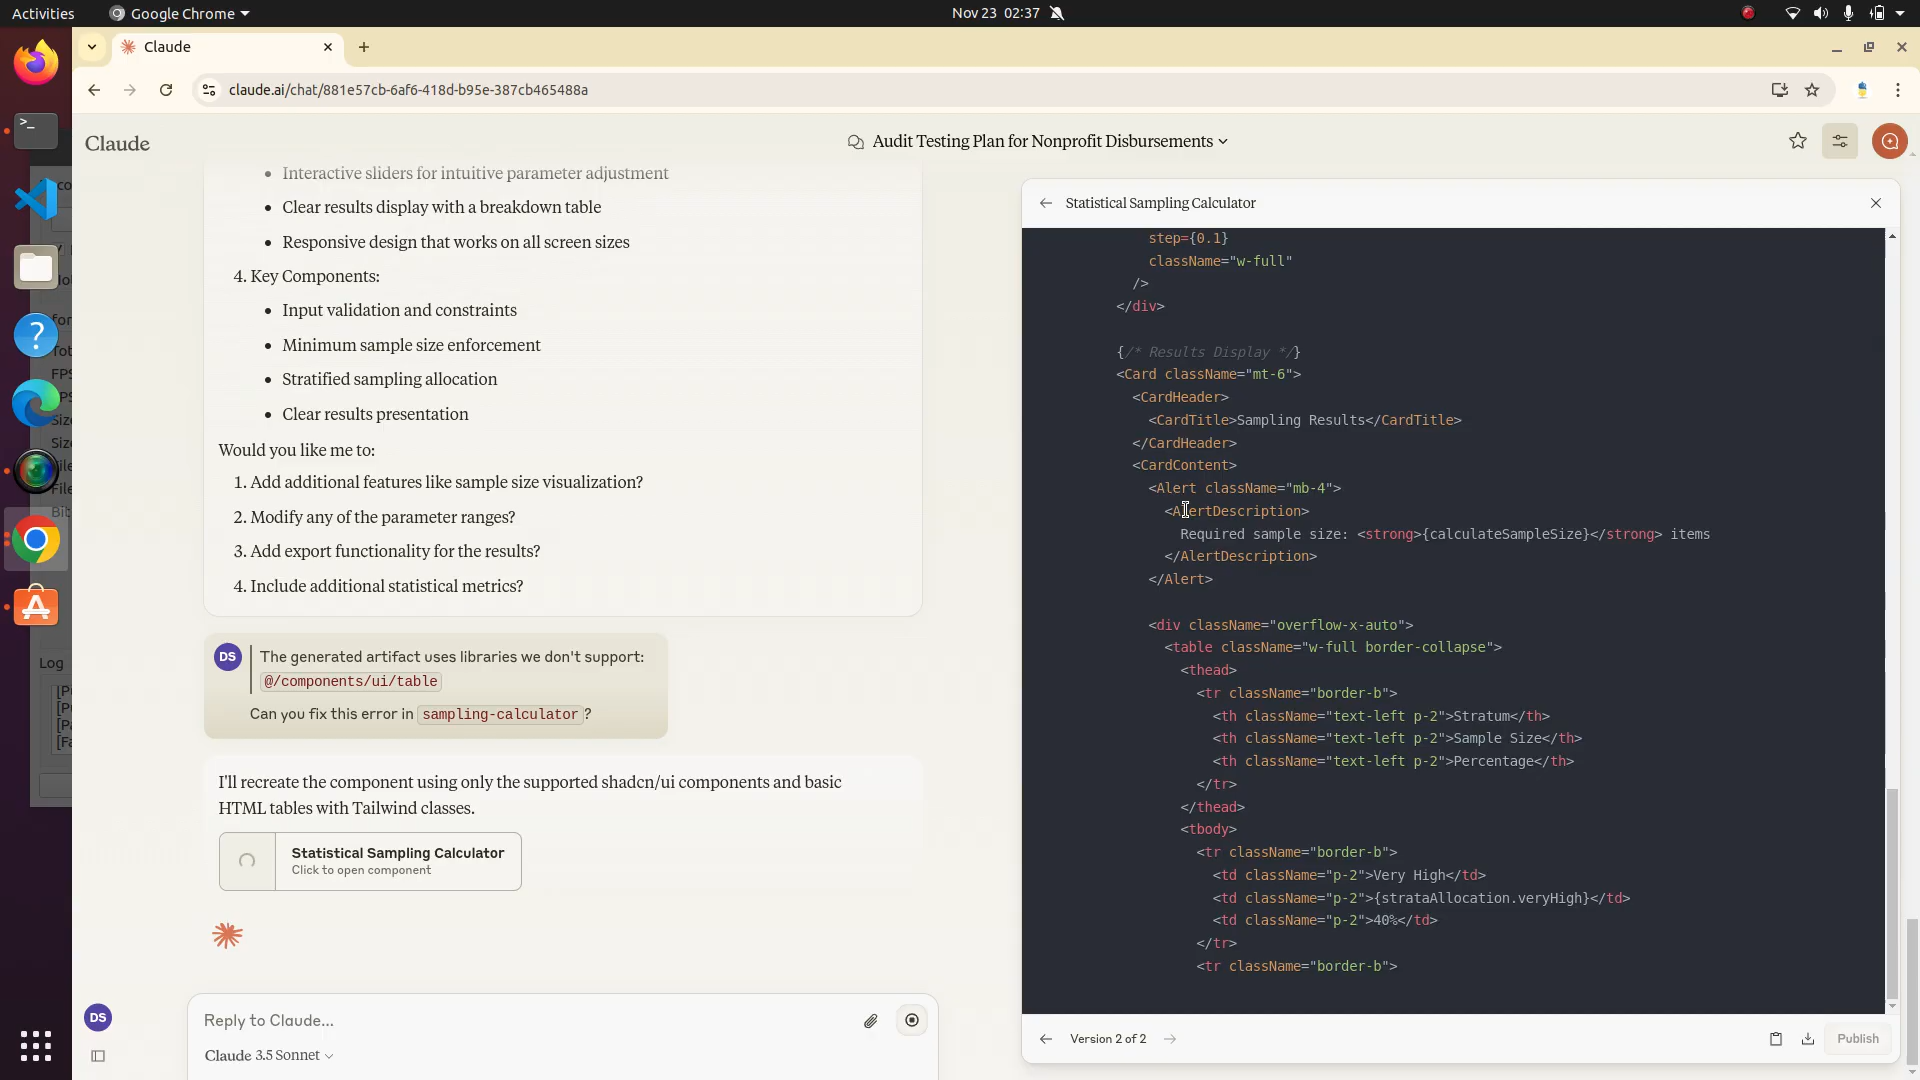 Activities
Google Chrome
Nov 23 02:37
Claude
claude.ai/chat/881e57cb-6af6-418d-b95e-387cb465488a
Claude
Audit Testing Plan for Nonprofit Disbursements
• Interactive sliders for intuitive parameter adjustment
• Clear results display with a breakdown table
• Responsive design that works on all screen sizes
4. Key Components:
• Input validation and constraints
• Minimum sample size enforcement
• Stratified sampling allocation
• Clear results presentation
Would you like me to:
1. Add additional features like sample size visualization?
2. Modify any of the parameter ranges?
3. Add export functionality for the results?
4. Include additional statistical metrics?
DS
The generated artifact uses libraries we don't support:
@/components/ui/table
Can you fix this error in sampling-calculator?
I'll recreate the component using only the supported shadcn/ui components and basic
HTML tables with Tailwind classes.
Statistical Sampling Calculator
Click to open component
DS
Reply to Claude...
Claude 3.5 Sonnet
Statistical Sampling Calculator
step={0.1}
className="w-full"
/>
</div>
{/* Results Display */}
<Card className="mt-6">
<CardHeader>
<CardTitle>Sampling Results</CardTitle>
</CardHeader>
<CardContent>
<Alert className="mb-4">
<AlertDescription>
Required sample size: <strong>{calculateSampleSize}</strong> items
</AlertDescription>
</Alert>
<div className="overflow-x-auto">
<table className="w-full border-collapse">
<thead>
<tr className="border-b">
<th className="text-left p-2">Stratum</th>
<th className="text-left p-2">Sample Size</th>
<th className="text-left p-2">Percentage</th>
</tr>
</thead>
<tbody>
<tr className="border-b">
<td className="p-2">Very High</td>
<td className="p-2">{strataAllocation.veryHigh}</td>
<td className="p-2">40%</td>
</tr>
<tr className="border-b">
Version 2 of 2
Publish
Log